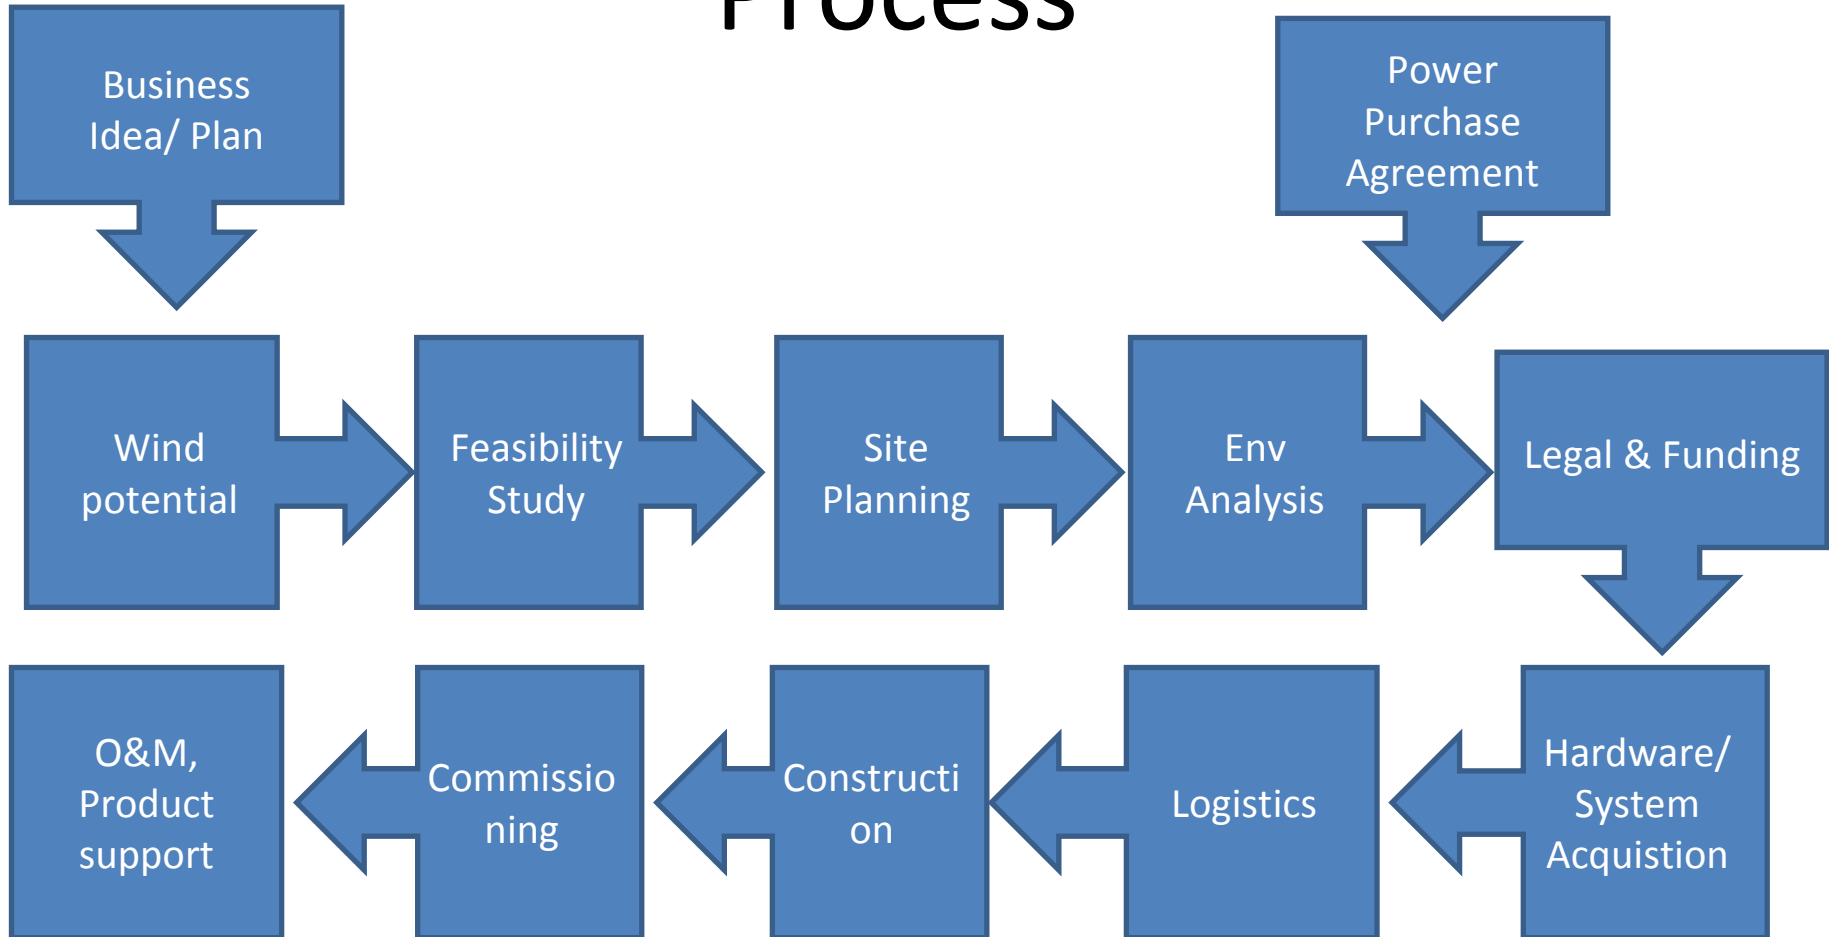 Process
Business
Idea/ Plan
Power
Purchase
Agreement
Wind
potential
Feasibility
Study
Site
Planning
Env
Analysis
Legal & Funding
O&M,
Product
support
Commissio
ning
Constructi
on
Logistics
Hardware/
System
Acquistion